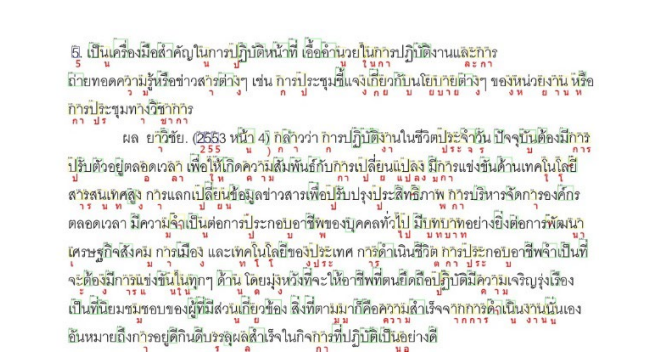 5. เป็นเครื่องมือสำคัญในการปฏิบัติหน้าที่ เอื้ออำนวยในการปฏิบัติงานและการ
ถ่ายทอดความรู้หรือข่าวสารต่างๆ เช่น การประชุมชี้แจงเกี่ยวกับนโยบายต่างๆ ของหน่วยงาน หรือ
การประชุมทางวิชาการ
ผล ยาวิชัย. (2553 หน้า 4) กล่าวว่า การปฏิบัติงานในชีวิตประจำวัน ปัจจุบันต้องมีการ
ปรับตัวอยู่ตลอดเวลา เพื่อให้เกิดความสัมพันธ์กับการเปลี่ยนแปลง มีการแข่งขันด้านเทคโนโลยี
สารสนเทศสูง การแลกเปลี่ยนข้อมูลข่าวสารเพื่อปรับปรุงประสิทธิภาพ การบริหารจัดการองค์กร
ตลอดเวลา มีความจำเป็นต่อการประกอบอาชีพของบุคคลทั่วไป มีบทบาทอย่างยิ่งต่อการพัฒนา
เศรษฐกิจสังคม การเมือง และเทคโนโลยีของประเทศ การดำเนินชีวิต การประกอบอาชีพจำเป็นที่
จะต้องมีการแข่งขันในทุกๆ ด้าน โดยมุ่งหวังที่จะให้อาชีพที่ตนยึดถือปฏิบัติมีความเจริญรุ่งเรือง
เป็นที่นิยมชมชอบของผู้ที่มีส่วนเกี่ยวข้อง สิ่งที่ตามมาก็คือความสำเร็จจากการดำเนินงานนั่นเอง
อันหมายถึงการอยู่ดีกินดีบรรลุผลสำเร็จในกิจการที่ปฏิบัติเป็นอย่างดี